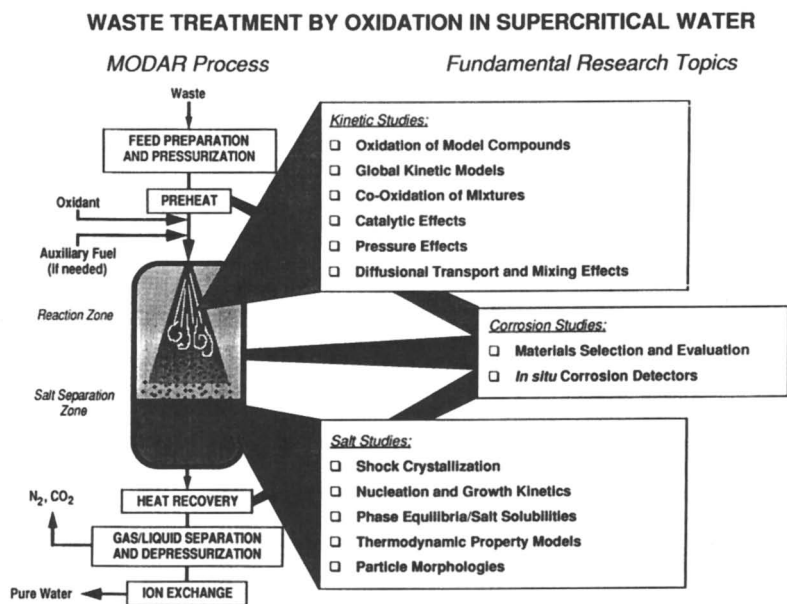 WASTE TREATMENT BY OXIDATION IN SUPERCRITICAL WATER
MODAR Process
Fundamental Research Topics
Waste
FEED PREPARATION
AND PRESSURIZATION
PREHEAT
Oxidant
Auxiliary Fuel
(if needed)
Reaction Zone
Salt Separation
Zone
HEAT RECOVERY
N₂, CO₂
GAS/LIQUID SEPARATION
AND DEPRESSURIZATION
Pure Water
ION EXCHANGE
Kinetic Studies:
❑ Oxidation of Model Compounds
❑ Global Kinetic Models
❑ Co-Oxidation of MIxtures
❑ Catalytic Effects
❑ Pressure Effects
❑ Diffusional Transport and Mixing Effects
Corrosion Studies:
❑ Materials Selection and Evaluation
❑ In situ Corrosion Detectors
Salt Studies:
❑ Shock Crystallization
❑ Nucleation and Growth Kinetics
❑ Phase Equilibria/Salt Solubilities
❑ Thermodynamic Property Models
❑ Particle Morphologies